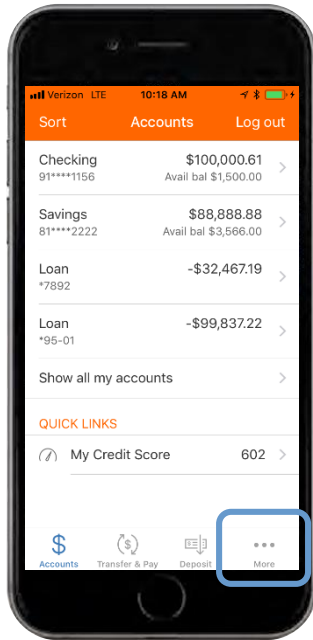 Verizon LTE 10:18 AM
Sort Accounts Log out
Checking $100,000.61
91****1156 Avail bal $1,500.00
Savings $88,888.88
81****2222 Avail bal $3,566.00
Loan -$32,467.19
*7892
Loan -$99,837.22
*95-01
Show all my accounts
QUICK LINKS
My Credit Score 602
Accounts Transfer & Pay Deposit More